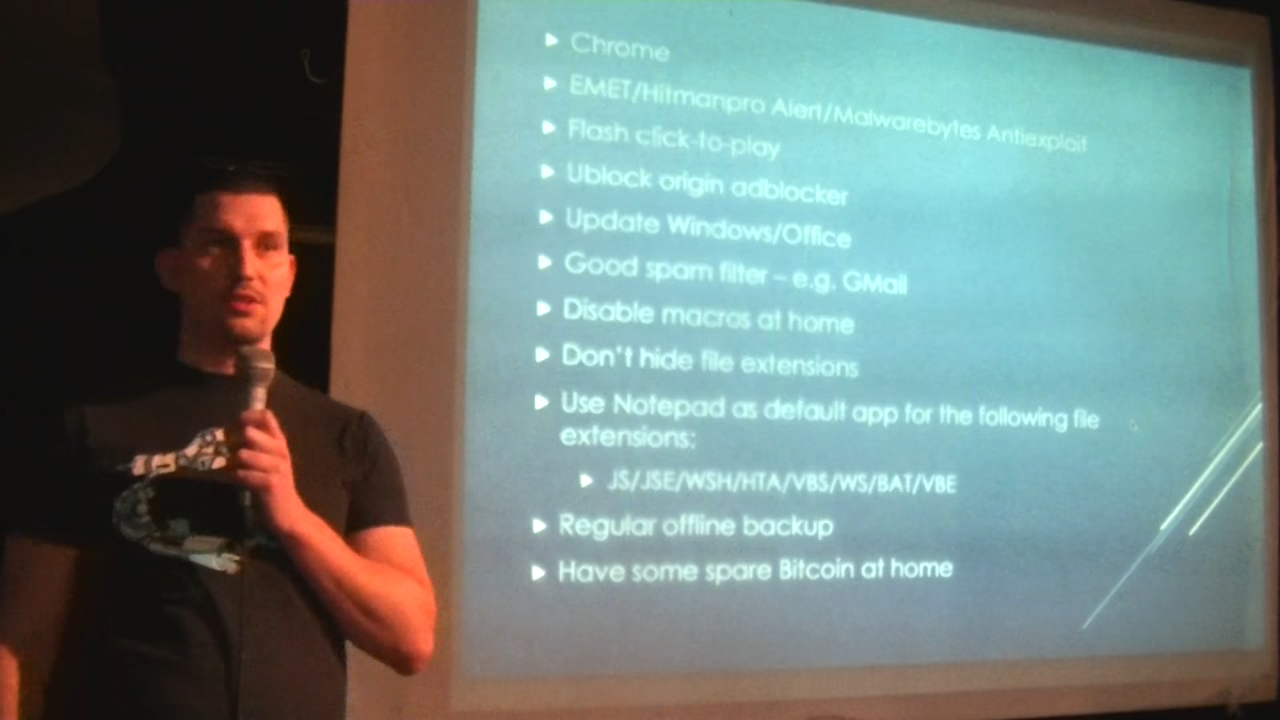 Chrome
EMET/Hitmanpro Alert/Malwarebytes Antiexploit
Flash click-to-play
Ublock origin adblocker
Update Windows/Office
Good spam filter – e.g. GMail
Disable macros at home
Don't hide file extensions
Use Notepad as default app for the following file
extensions:
JS/JSE/WSH/HTA/VBS/WS/BAT/VBE
Regular offline backup
Have some spare Bitcoin at home